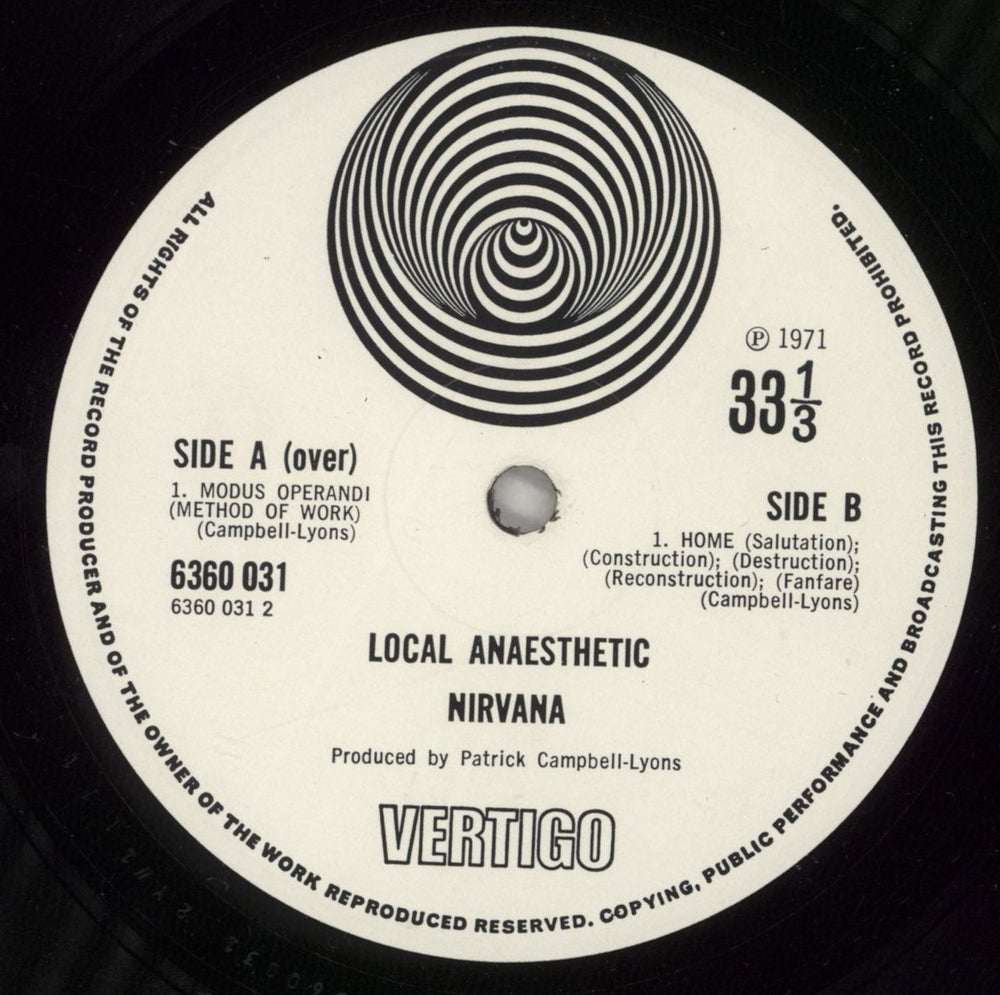 ALL RIGHTS OF THE RECORD PRODUCER AND OF THE OWNER OF THE WORK REPRODUCED RESERVED. COPYING, PUBLIC PERFORMANCE AND BROADCASTING THIS RECORD PROHIBITED.
Ⓟ 1971
33 1/3
SIDE A (over)
1. MODUS OPERANDI
(METHOD OF WORK)
(Campbell-Lyons)
6360 031
6360 031 2
SIDE B
1. HOME (Salutation);
(Construction); (Destruction);
(Reconstruction); (Fanfare)
(Campbell-Lyons)
LOCAL ANAESTHETIC
NIRVANA
Produced by Patrick Campbell-Lyons
VERTIGO